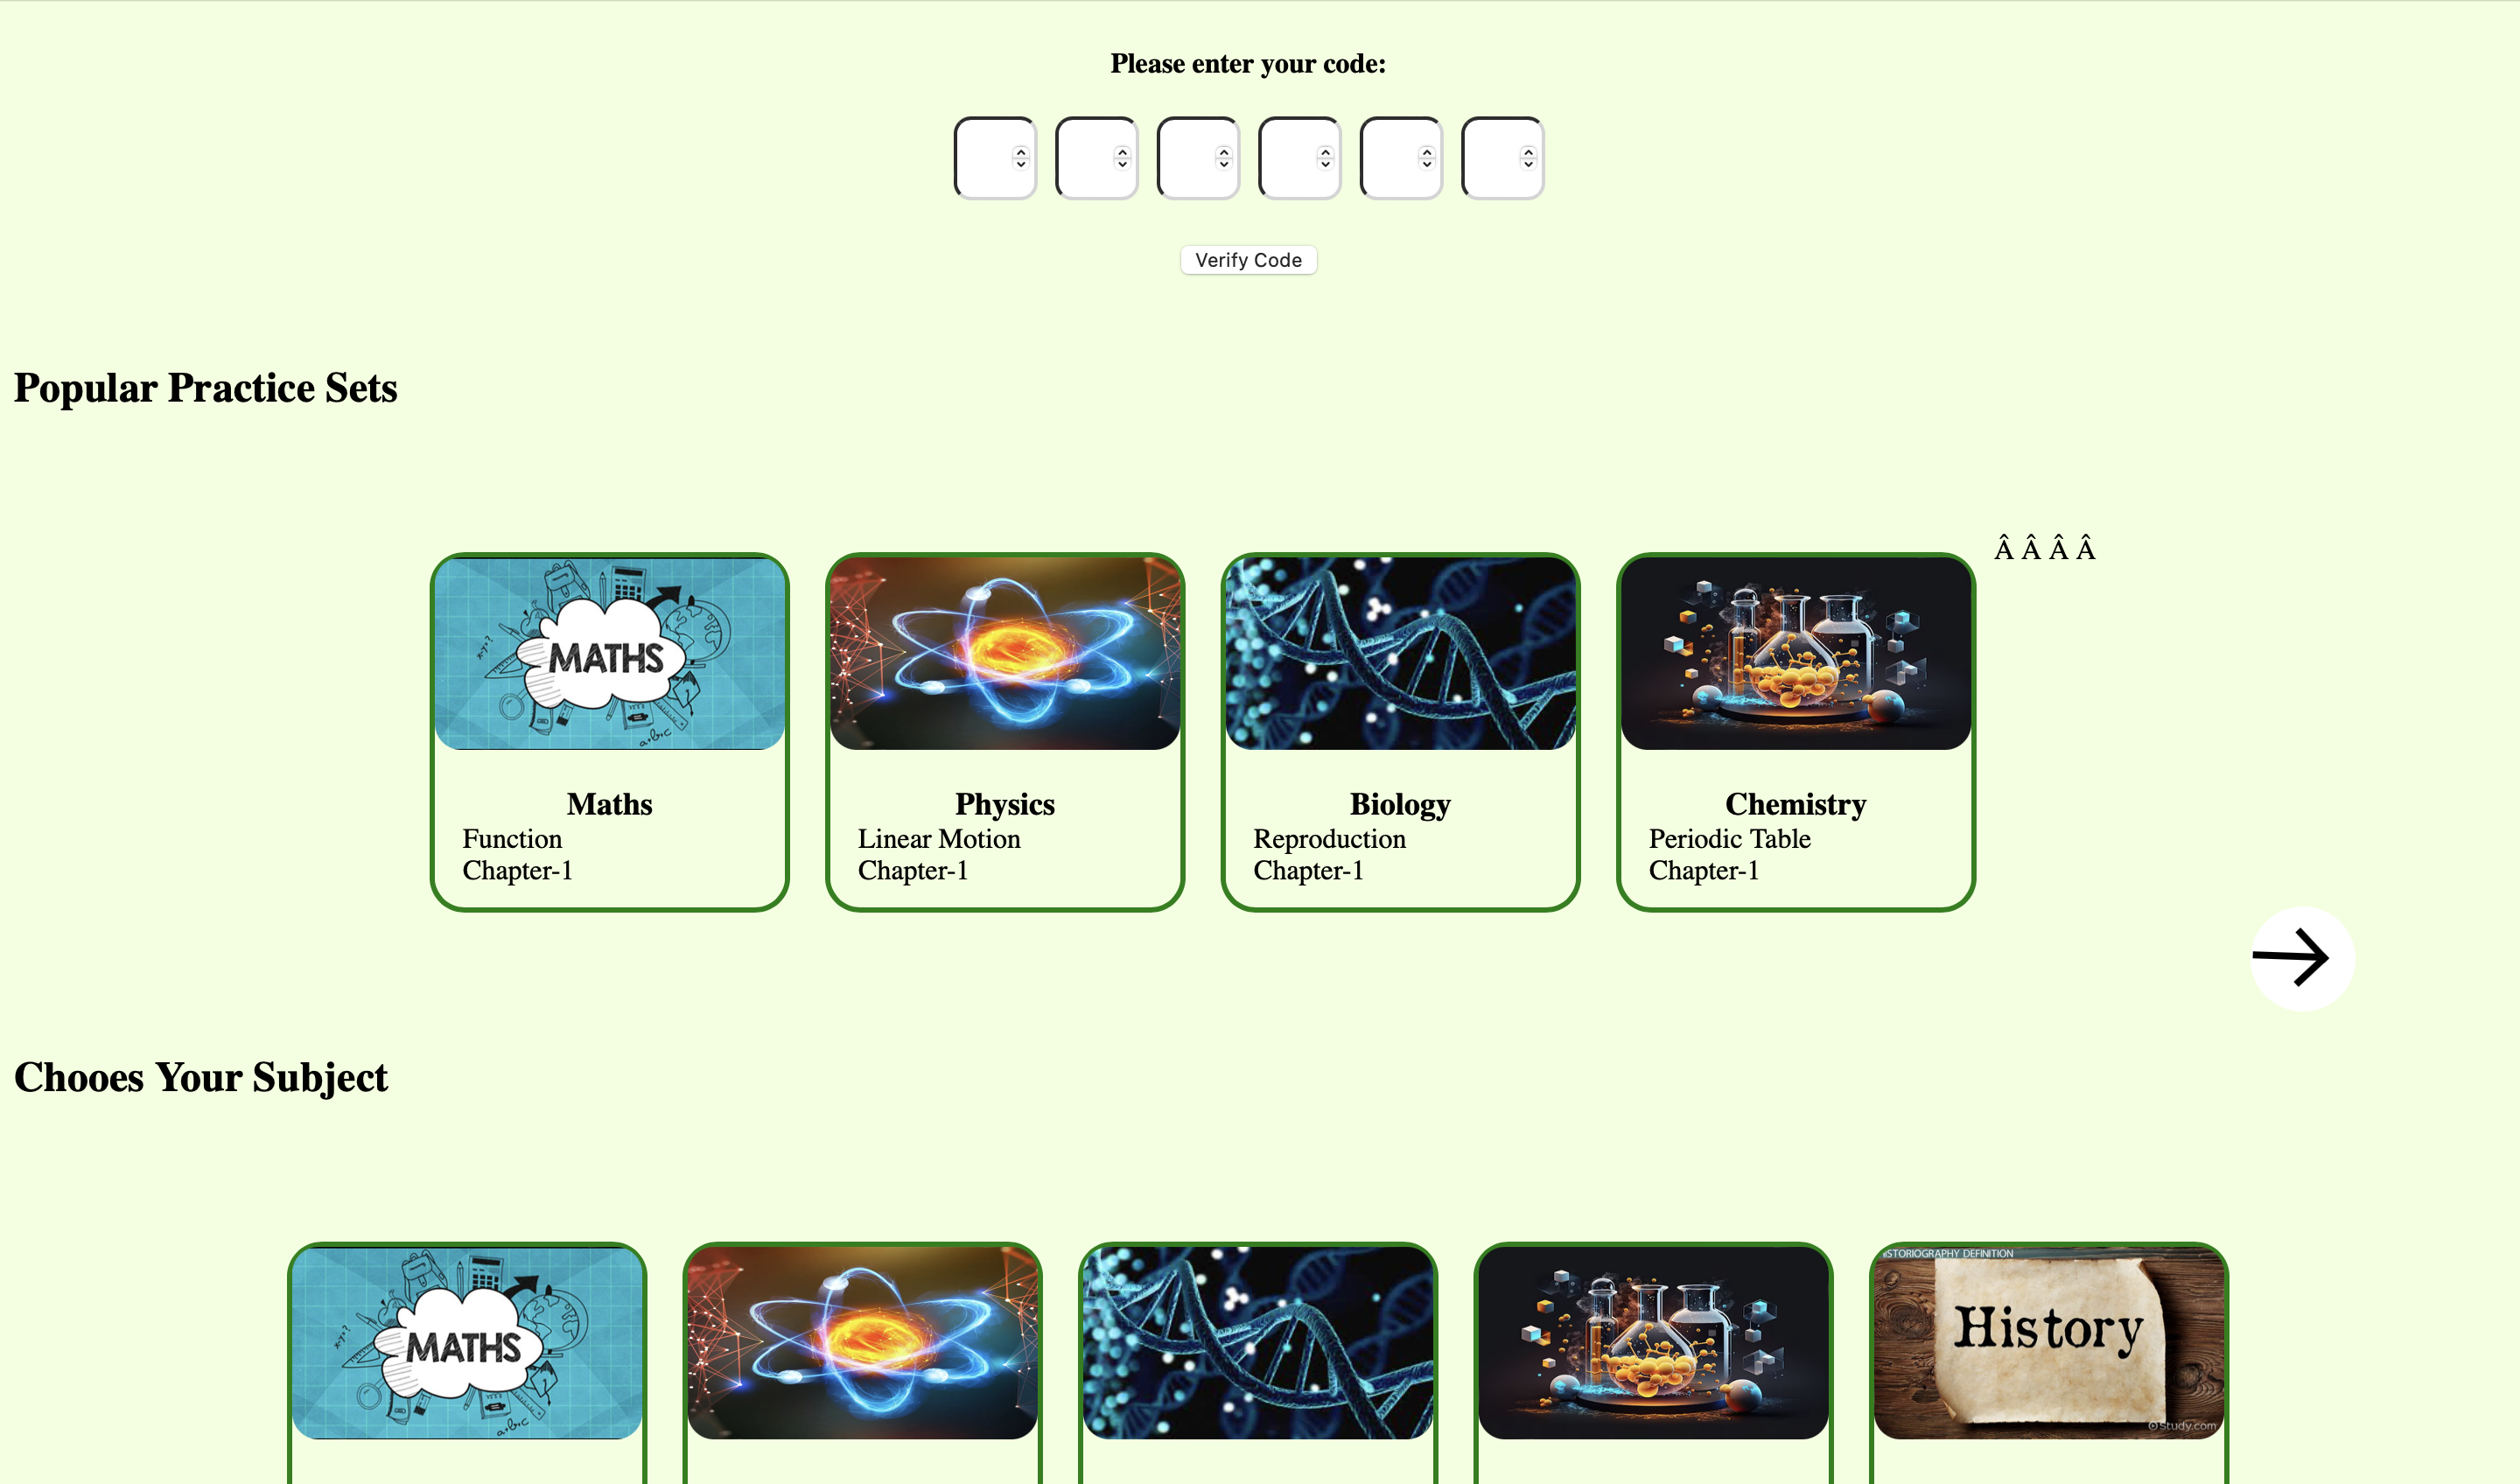 Please enter your code:
Verify Code
Popular Practice Sets
Â Â Â Â
MATHS
x-y=?
a+b=c
Maths
Function
Chapter-1
Physics
Linear Motion
Chapter-1
Biology
Reproduction
Chapter-1
Chemistry
Periodic Table
Chapter-1
Chooes Your Subject
MATHS
x-y=?
a+b=c
ISTORIOGRAPHY DEFINITION
History
Study.com